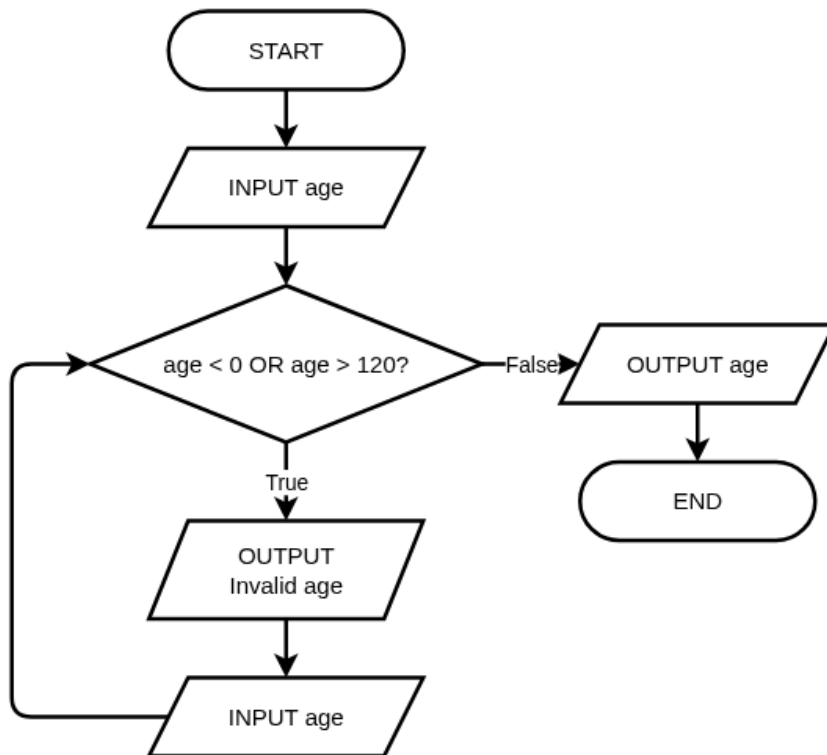 START
INPUT age
age < 0 OR age > 120?
False
OUTPUT age
END
True
OUTPUT
Invalid age
INPUT age